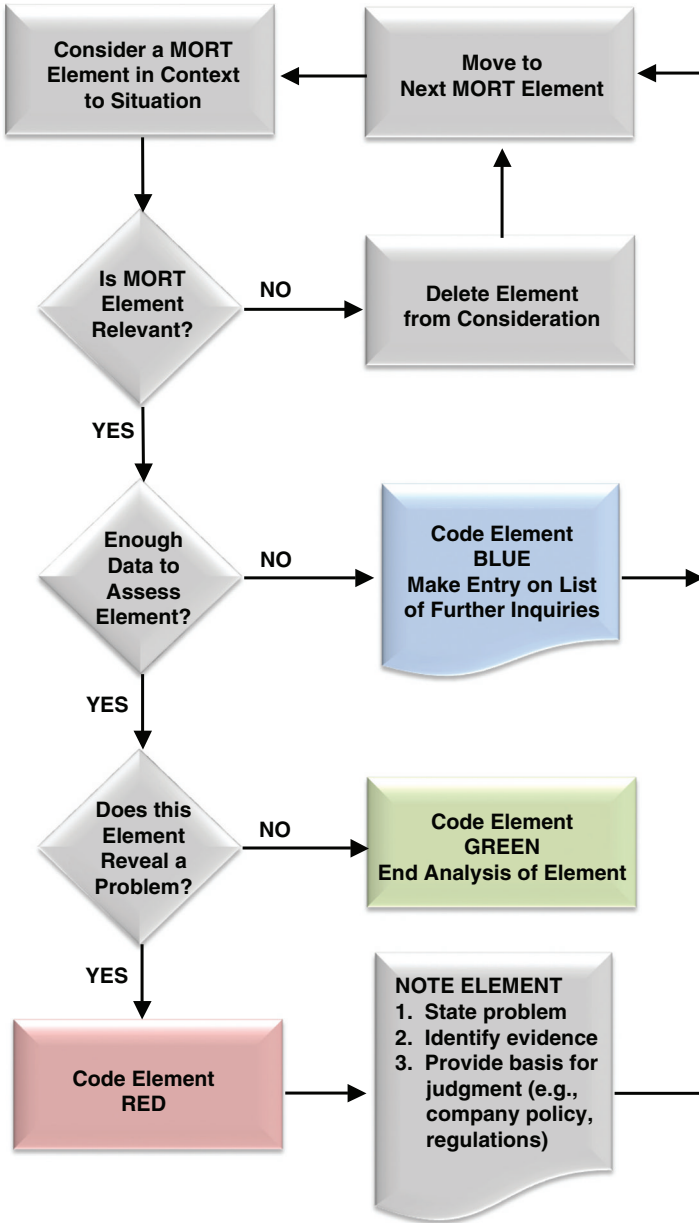 Consider a MORT
Element in Context
to Situation
Move to
Next MORT Element
Is MORT
Element
Relevant?
NO
Delete Element
from Consideration
YES
Enough
Data to
Assess
Element?
NO
Code Element
BLUE
Make Entry on List
of Further Inquiries
YES
Does this
Element
Reveal a
Problem?
NO
Code Element
GREEN
End Analysis of Element
YES
Code Element
RED
NOTE ELEMENT
1. State problem
2. Identify evidence
3. Provide basis for
judgment (e.g.,
company policy,
regulations)